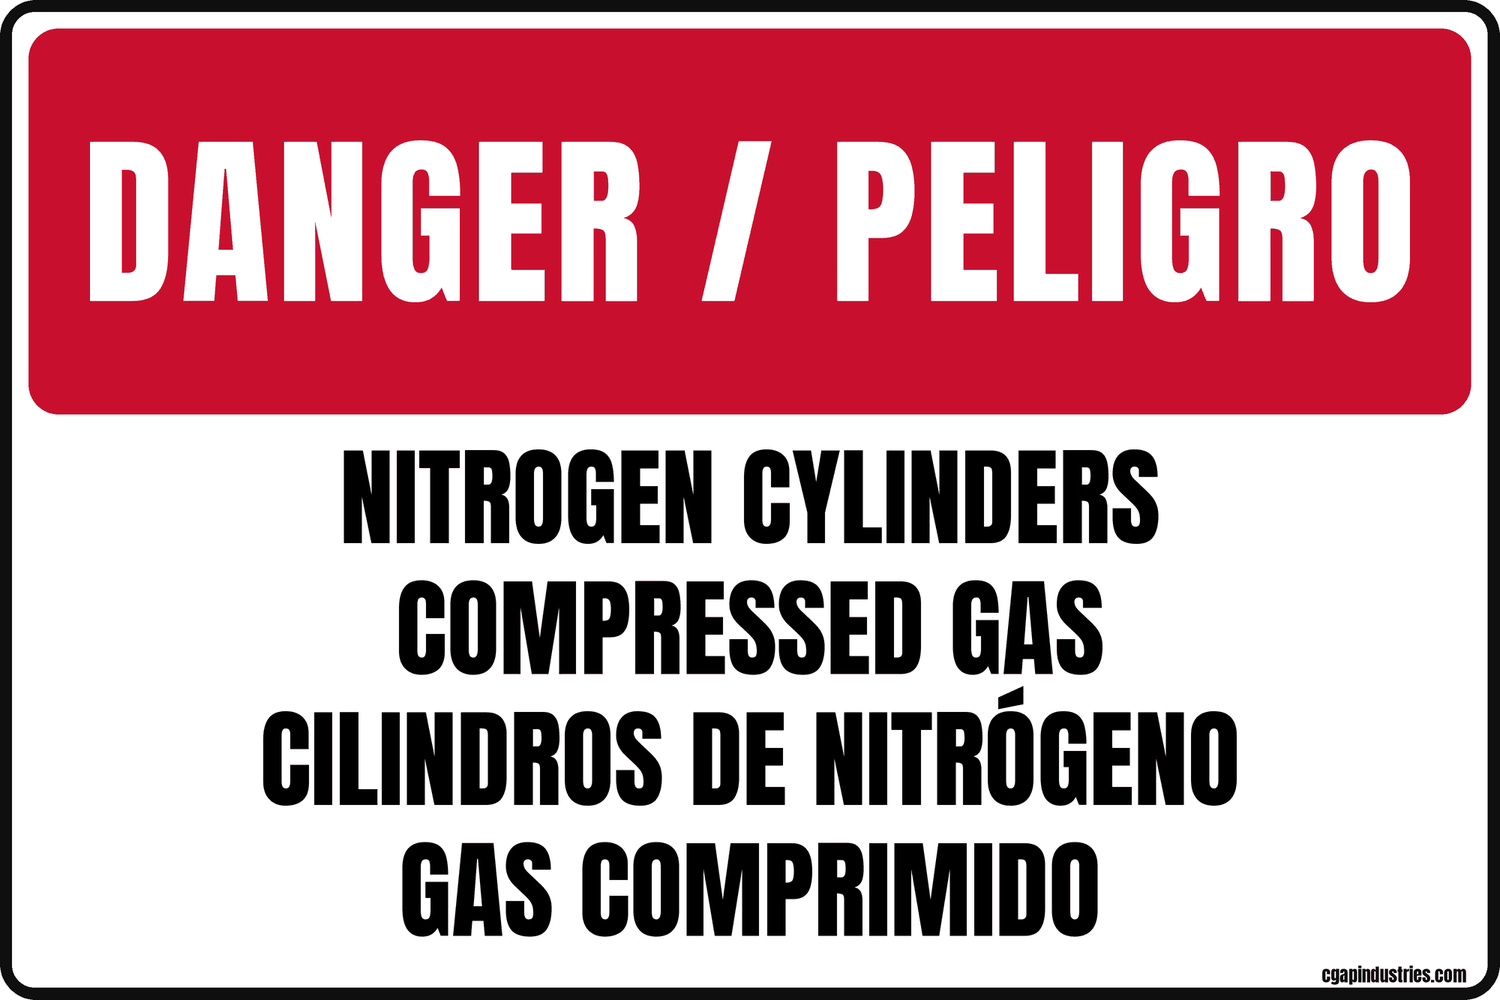 DANGER / PELIGRO
NITROGEN CYLINDERS
COMPRESSED GAS
CILINDROS DE NITRÓGENO
GAS COMPRIMIDO
cgapindustries.com